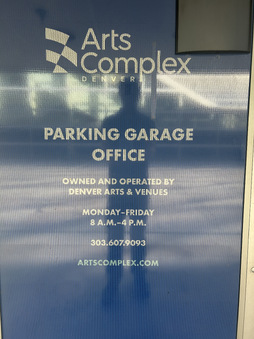 Arts
Complex
DENVER
PARKING GARAGE
OFFICE
OWNED AND OPERATED BY
DENVER ARTS & VENUES
MONDAY–FRIDAY
8 A.M.–4 P.M.
303.607.9093
ARTSCOMPLEX.COM